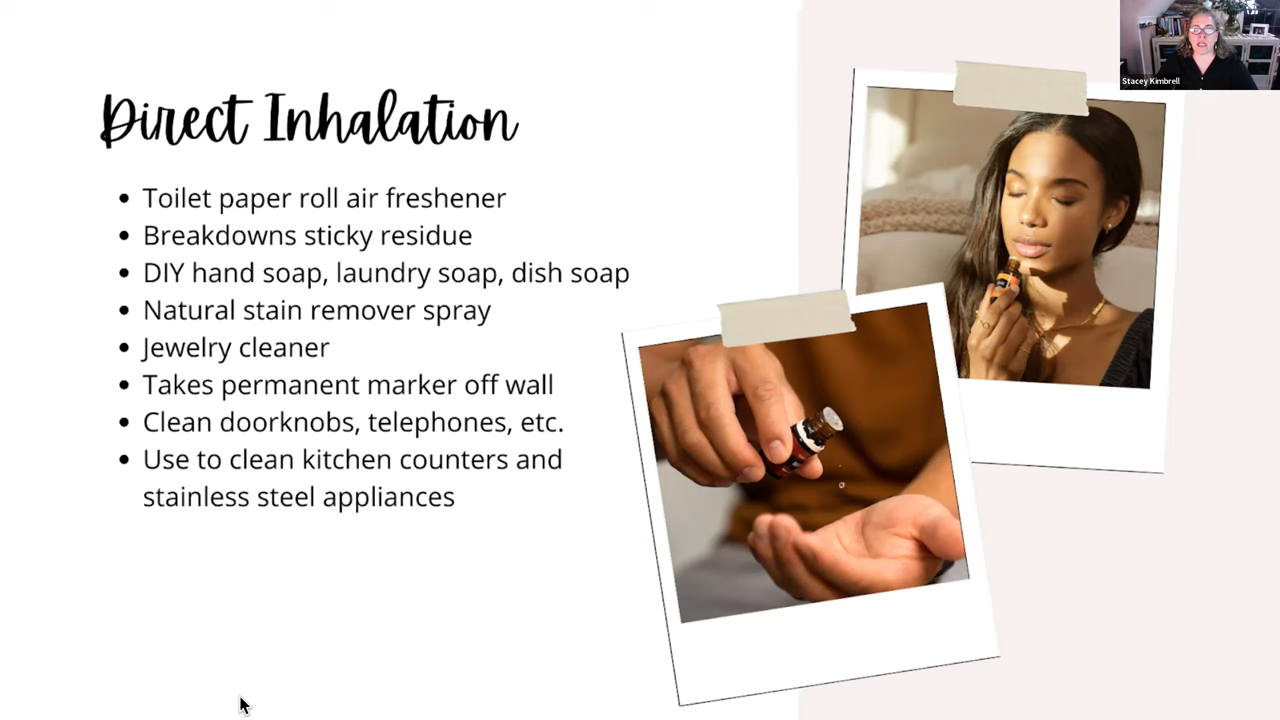 Direct Inhalation
Toilet paper roll air freshener
Breakdowns sticky residue
DIY hand soap, laundry soap, dish soap
Natural stain remover spray
Jewelry cleaner
Takes permanent marker off wall
Clean doorknobs, telephones, etc.
Use to clean kitchen counters and
stainless steel appliances
Stacey Kimbrell